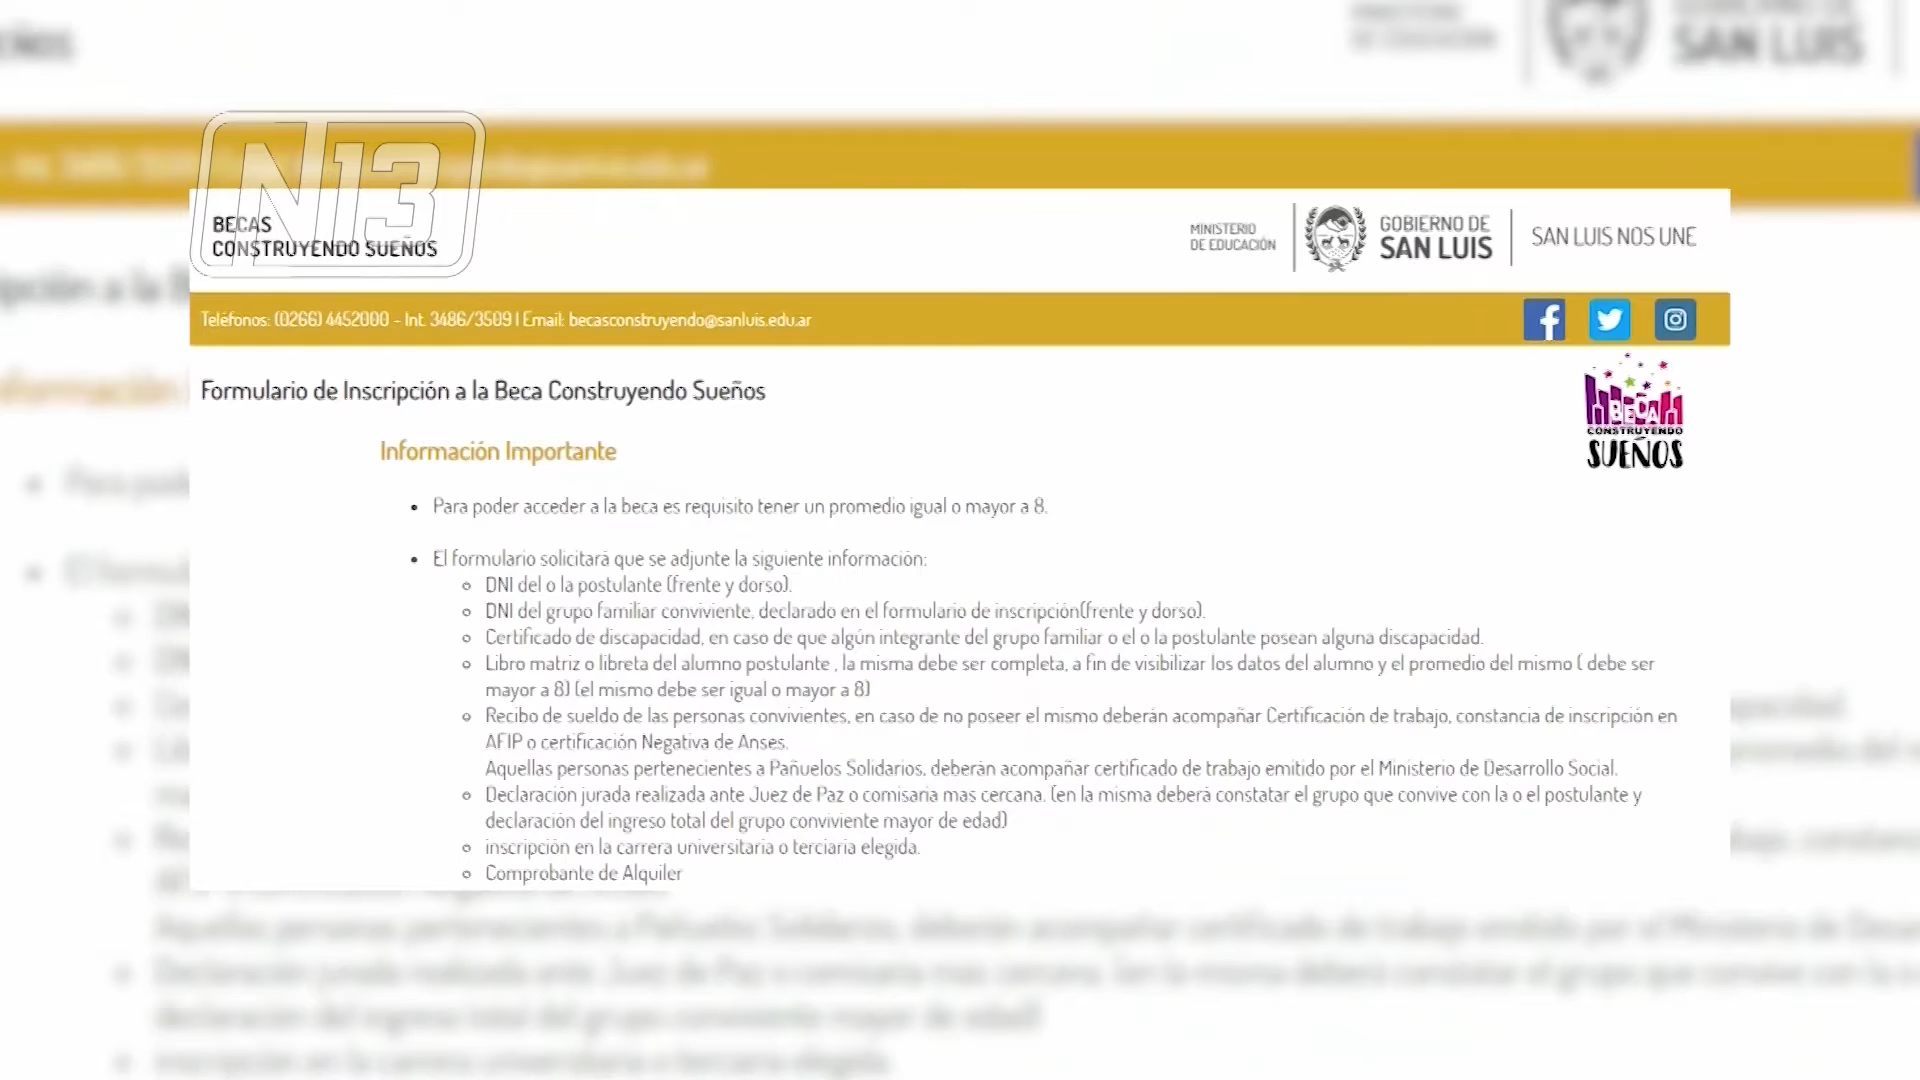 N13
BECAS
CONSTRUYENDO SUEÑOS
MINISTERIO
DE EDUCACIÓN
GOBIERNO DE
SAN LUIS
SAN LUIS NOS UNE
Teléfonos: (0266) 4452000 - Int. 3486/3509 | Email: becasconstruyendo@sanluis.edu.ar
Formulario de Inscripción a la Beca Construyendo Sueños
BECA
CONSTRUYENDO
SUEÑOS
Información Importante
• Para poder acceder a la beca es requisito tener un promedio igual o mayor a 8.
• El formulario solicitará que se adjunte la siguiente información:
◦ DNI del o la postulante (frente y dorso).
◦ DNI del grupo familiar conviviente, declarado en el formulario de inscripción(frente y dorso).
◦ Certificado de discapacidad, en caso de que algún integrante del grupo familiar o el o la postulante posean alguna discapacidad.
◦ Libro matriz o libreta del alumno postulante , la misma debe ser completa, a fin de visibilizar los datos del alumno y el promedio del mismo ( debe ser
mayor a 8) (el mismo debe ser igual o mayor a 8)
◦ Recibo de sueldo de las personas convivientes, en caso de no poseer el mismo deberán acompañar Certificación de trabajo, constancia de inscripción en
AFIP o certificación Negativa de Anses.
Aquellas personas pertenecientes a Pañuelos Solidarios, deberán acompañar certificado de trabajo emitido por el Ministerio de Desarrollo Social.
◦ Declaración jurada realizada ante Juez de Paz o comisaria mas cercana. (en la misma deberá constatar el grupo que convive con la o el postulante y
declaración del ingreso total del grupo conviviente mayor de edad)
◦ inscripción en la carrera universitaria o terciaria elegida.
◦ Comprobante de Alquiler